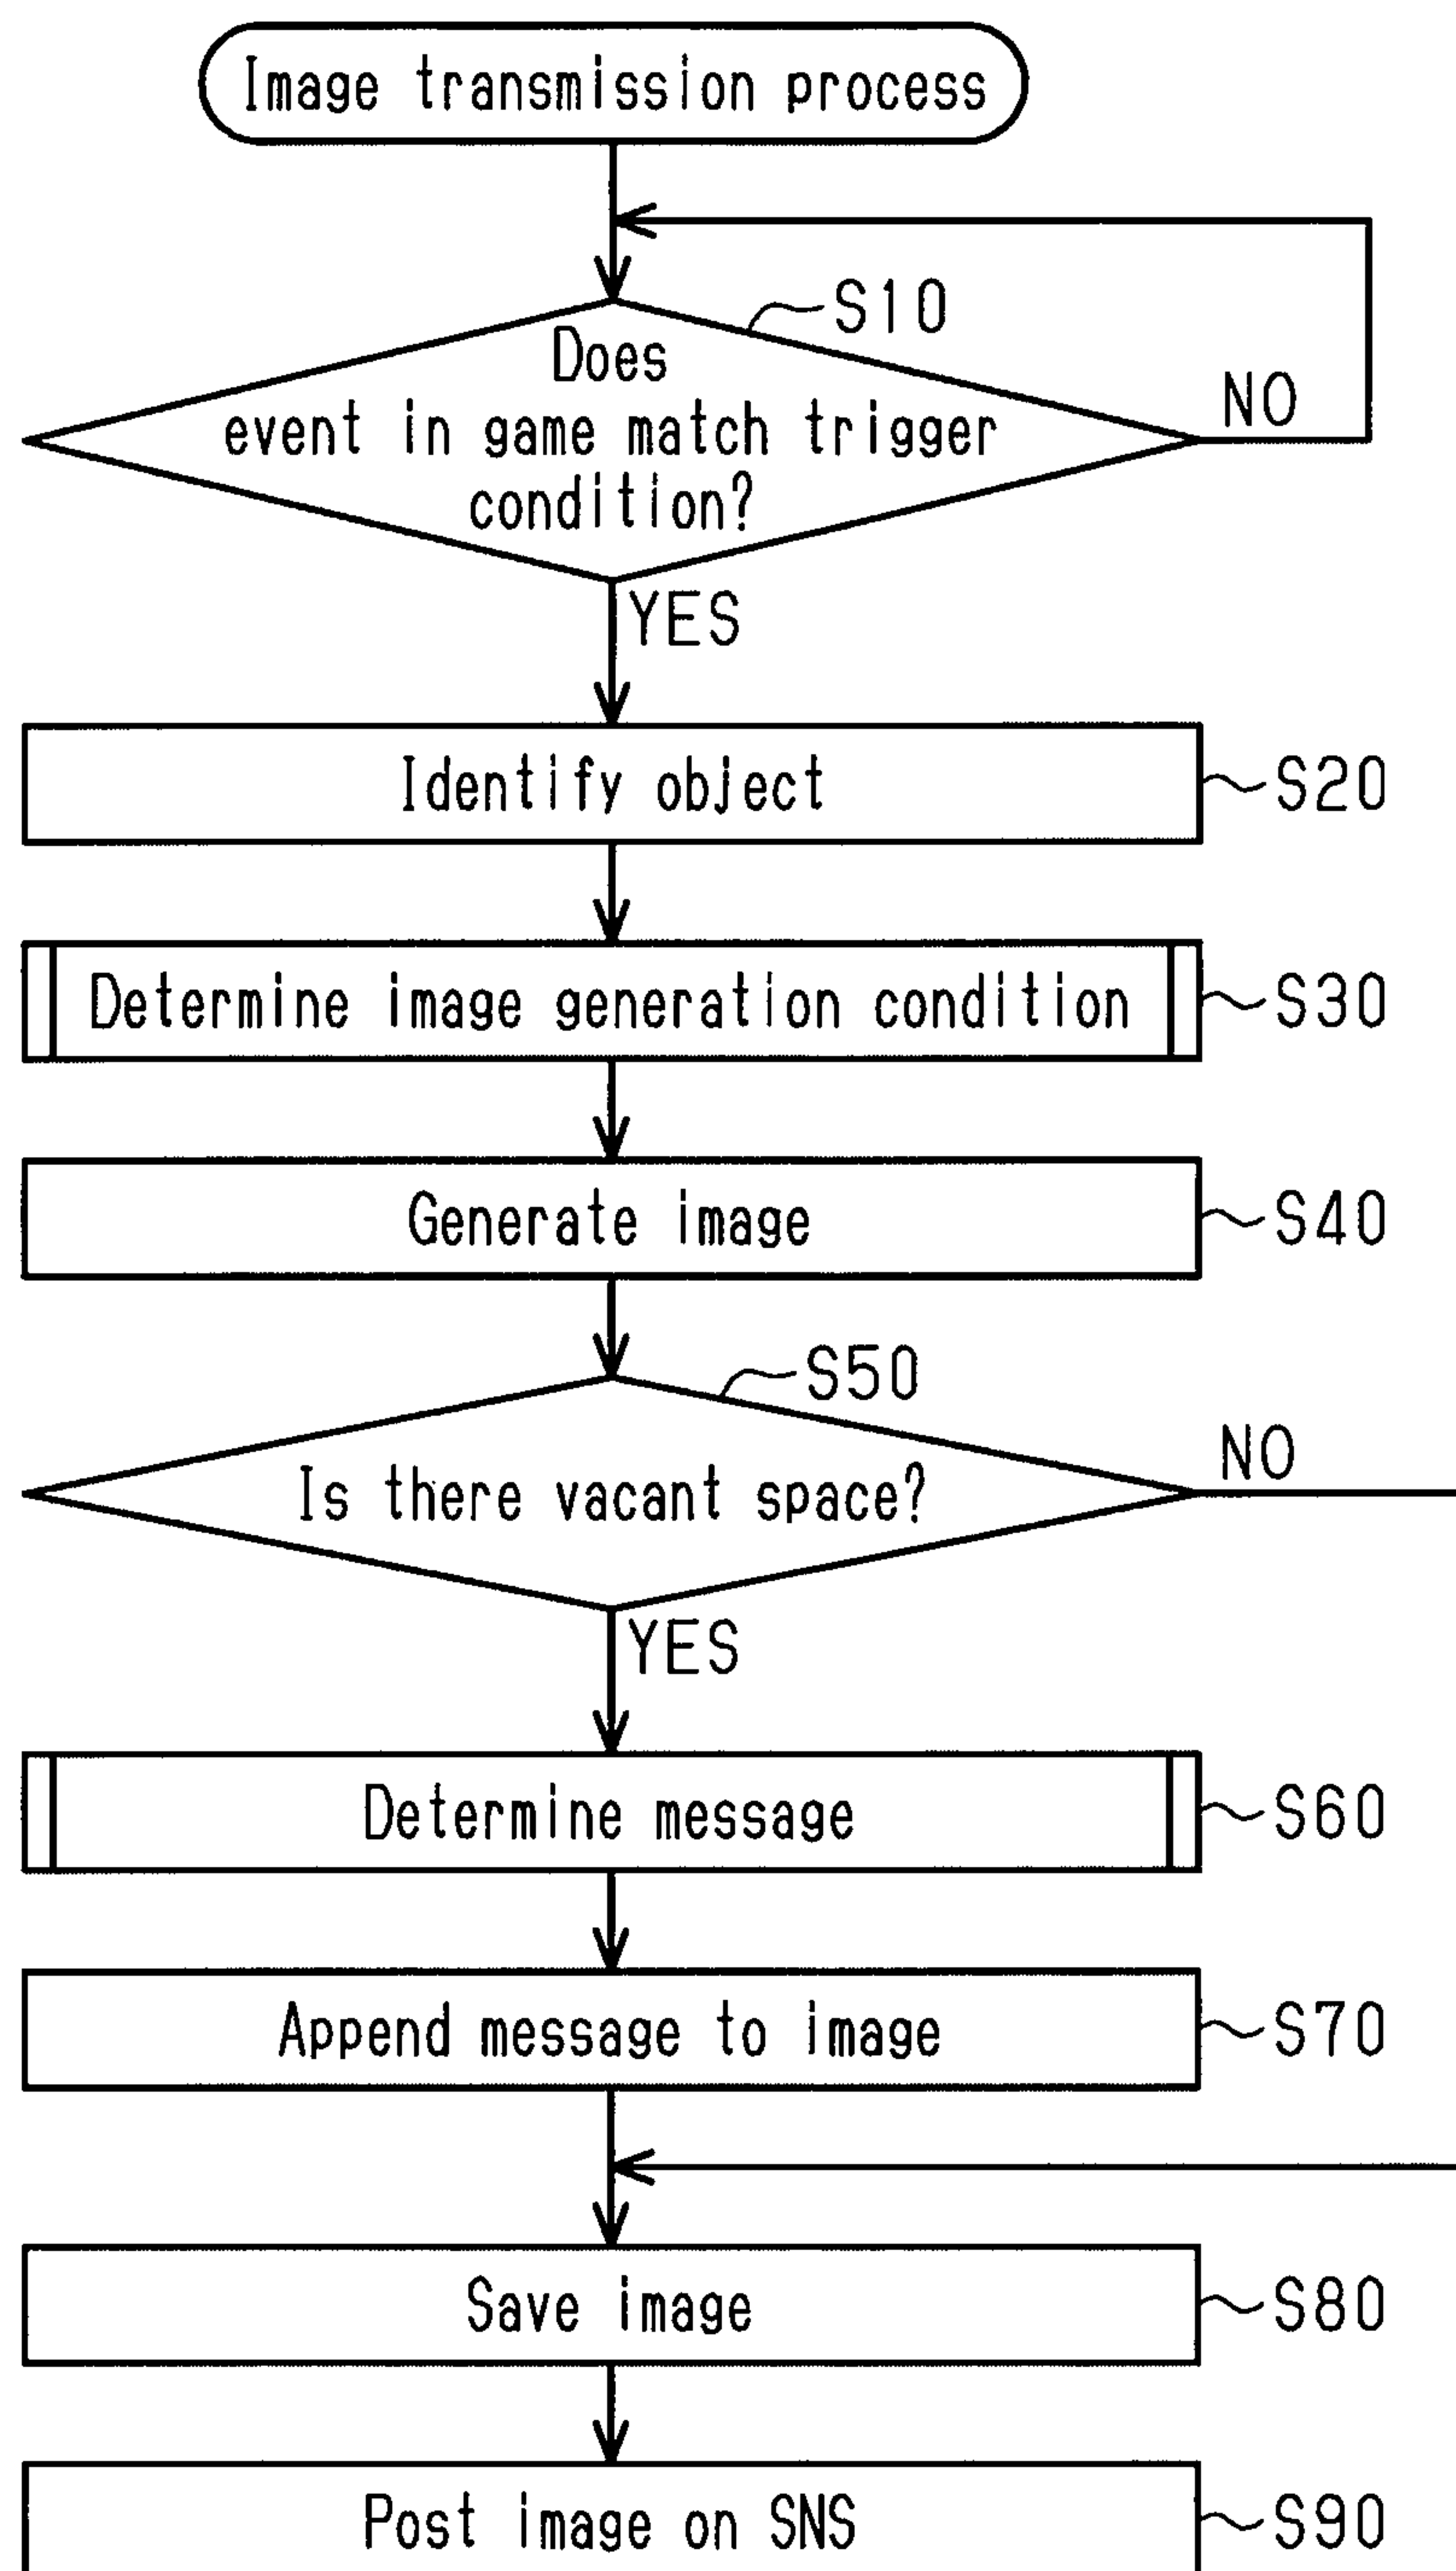 Image transmission process
S10
Does
event in game match trigger
condition?
NO
YES
Identify object
S20
Determine image generation condition
S30
Generate image
S40
S50
Is there vacant space?
NO
YES
Determine message
S60
Append message to image
S70
Save image
S80
Post image on SNS
S90